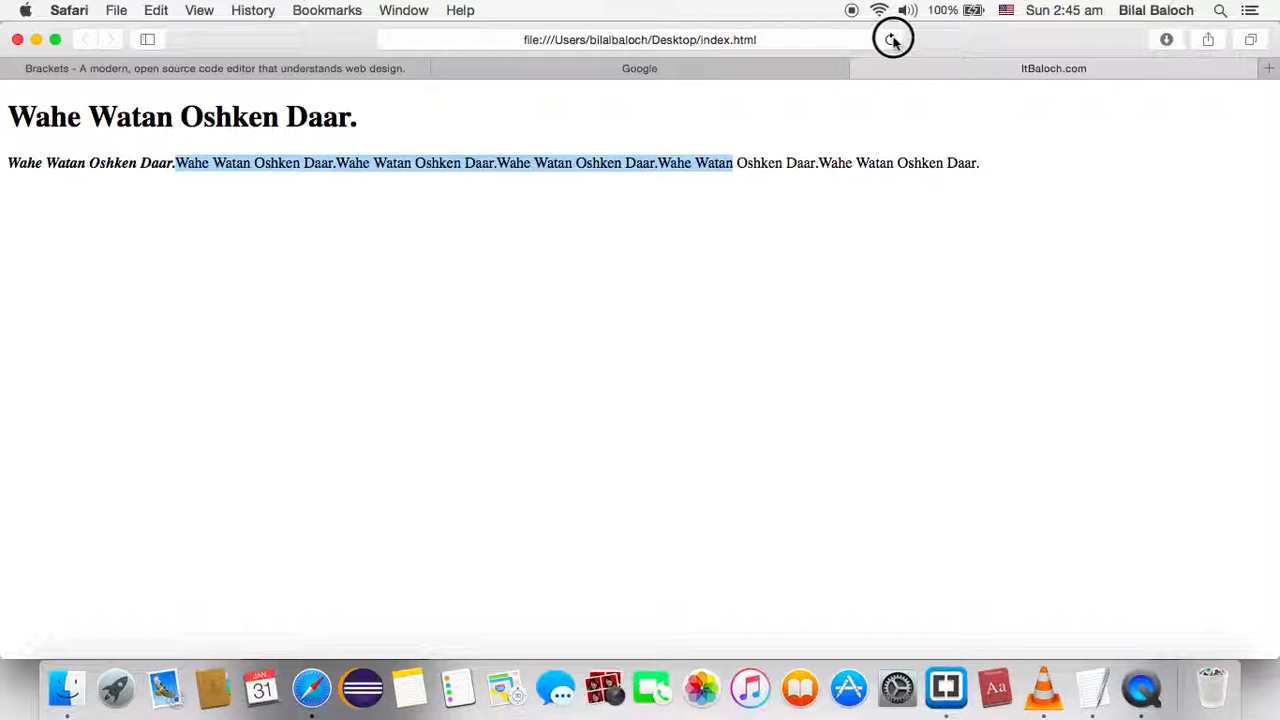 Safari File Edit View History Bookmarks Window Help 100% Sun 2:45 am Bilal Baloch
file:///Users/bilalbaloch/Desktop/index.html
Brackets - A modern, open source code editor that understands web design. Google ItBaloch.com +
Wahe Watan Oshken Daar.
Wahe Watan Oshken Daar.Wahe Watan Oshken Daar.Wahe Watan Oshken Daar.Wahe Watan Oshken Daar.Wahe Watan Oshken Daar.Wahe Watan Oshken Daar.
JAN
31
Aa